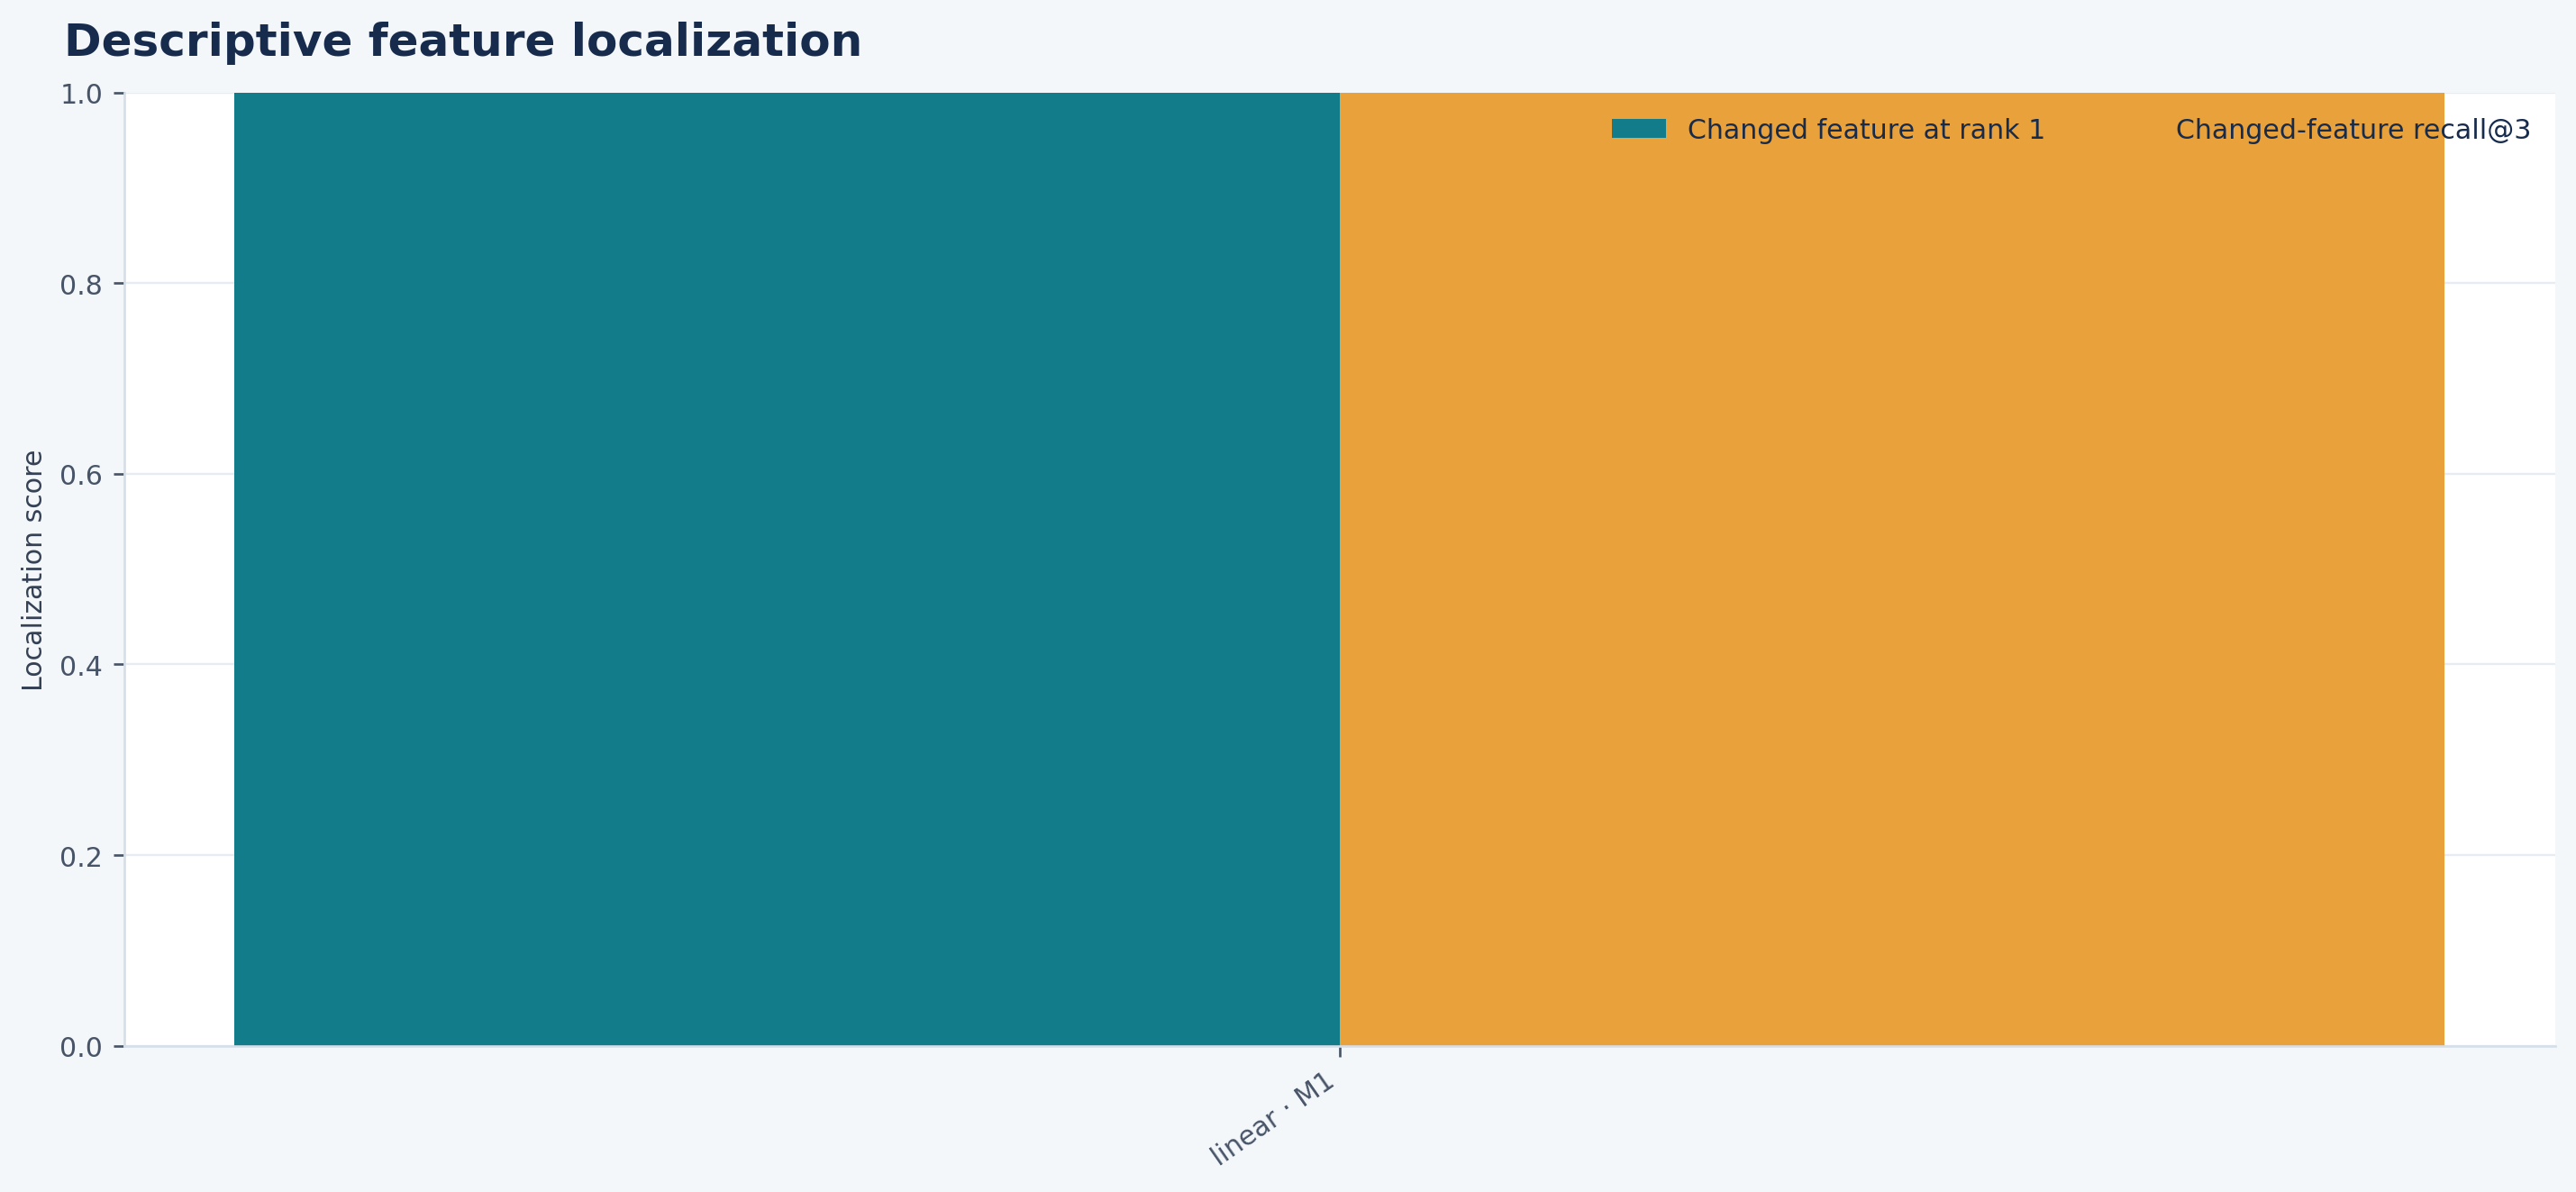 Descriptive feature localization
Changed feature at rank 1
Changed-feature recall@3
Localization score
1.0
0.8
0.6
0.4
0.2
0.0
linear · M1